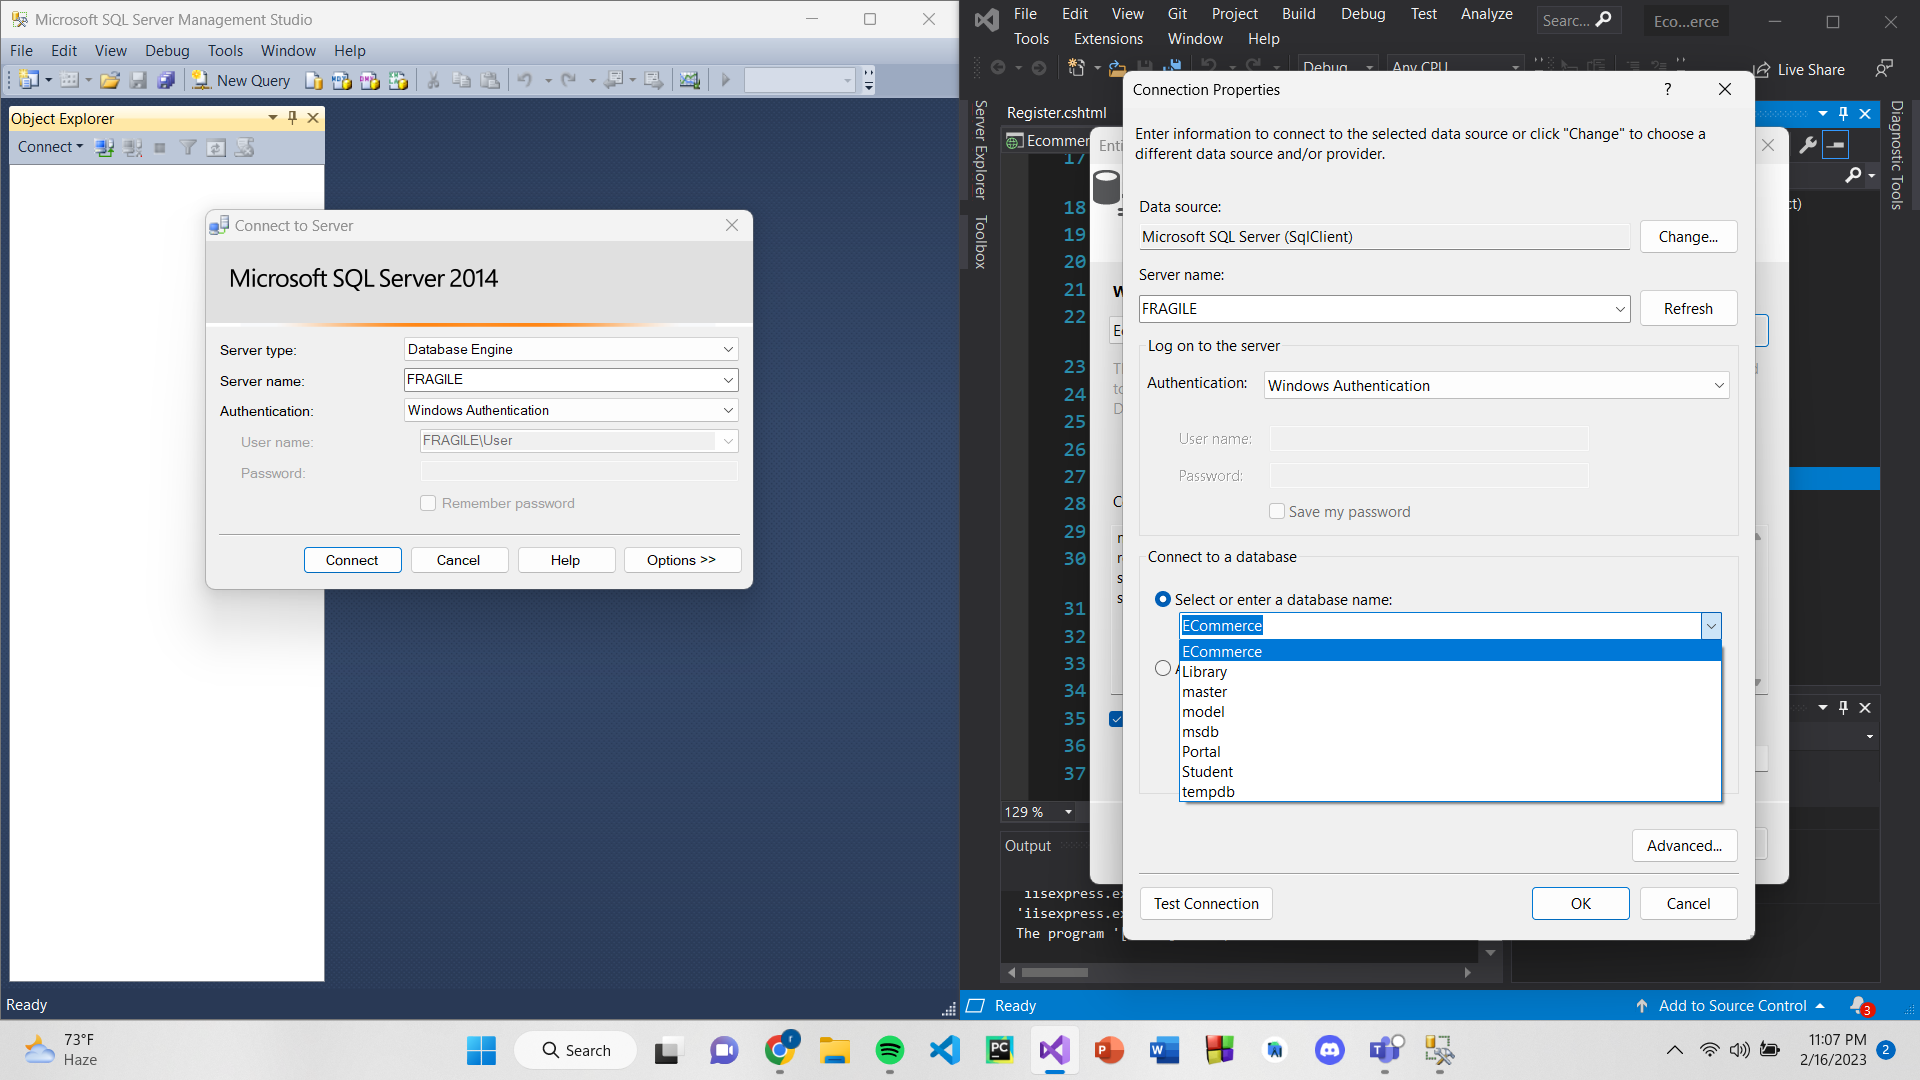 Microsoft SQL Server Management Studio
File Edit View Debug Tools Window Help
New Query
Object Explorer
Connect
Connect to Server
Microsoft SQL Server 2014
Server type:
Database Engine
Server name:
FRAGILE
Authentication:
Windows Authentication
User name:
FRAGILE\User
Password:
Remember password
Connect
Cancel
Help
Options >>
Ready
File Edit View Git Project Build Debug Test Analyze
Tools Extensions Window Help
Sear...
Eco...erce
Debug
Any CPU
Live Share
Server Explorer
Toolbox
Diagnostic Tools
Register.cshtml
Ecommer
17
18
19
20
21
22
23
24
25
26
27
28
29
30
31
32
33
34
35
36
37
129 %
Output
'iisexpress.ex
The program '
Connection Properties
?
Enter information to connect to the selected data source or click "Change" to choose a
different data source and/or provider.
Data source:
Microsoft SQL Server (SqlClient)
Change...
Server name:
FRAGILE
Refresh
Log on to the server
Authentication:
Windows Authentication
User name:
Password:
Save my password
Connect to a database
Select or enter a database name:
ECommerce
ECommerce
Library
master
model
msdb
Portal
Student
tempdb
Advanced...
Test Connection
OK
Cancel
Ready
Add to Source Control
3
73°F
Haze
Search
11:07 PM
2/16/2023
2